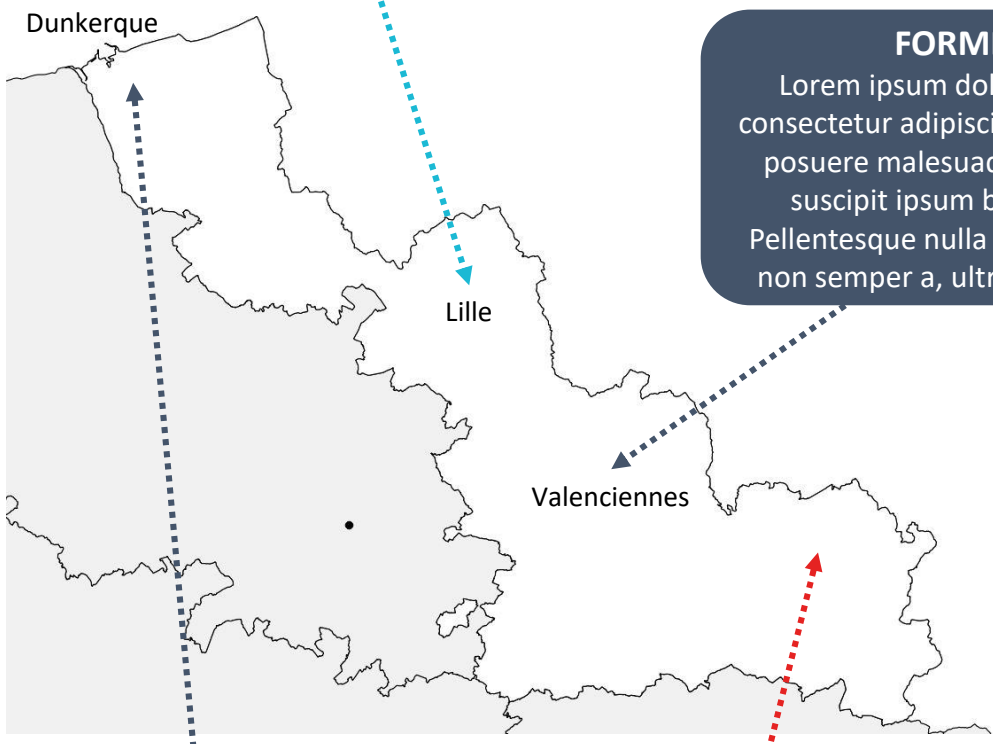 Dunkerque
FORM
Lorem ipsum dol
consectetur adipisci
posuere malesuad
suscipit ipsum b
Pellentesque nulla
non semper a, ultr
Lille
Valenciennes